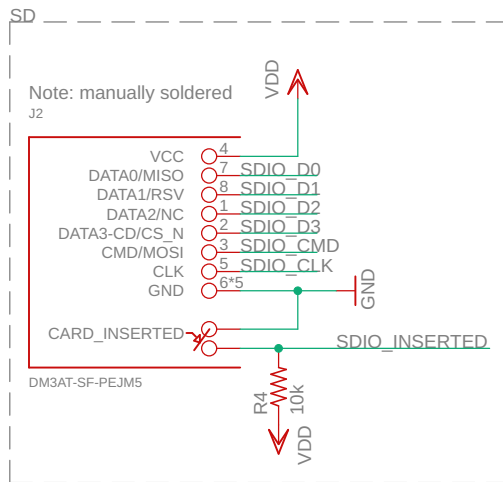 SD
Note: manually soldered
J2
VDD
VCC 4
DATA0/MISO 7 SDIO_D0
DATA1/RSV 8 SDIO_D1
DATA2/NC 1 SDIO_D2
DATA3-CD/CS_N 2 SDIO_D3
CMD/MOSI 3 SDIO_CMD
CLK 5 SDIO_CLK
GND 6*5
GND
CARD_INSERTED
SDIO_INSERTED
DM3AT-SF-PEJM5
R4
10k
VDD